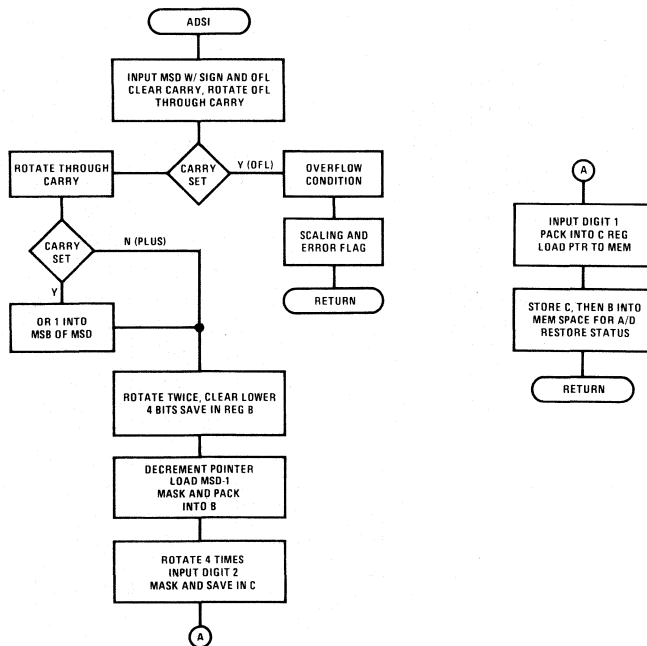 ADSI
INPUT MSD W/ SIGN AND OFL
CLEAR CARRY, ROTATE OFL
THROUGH CARRY
ROTATE THROUGH
CARRY
CARRY
SET
Y (OFL)
OVERFLOW
CONDITION
CARRY
SET
N (PLUS)
SCALING AND
ERROR FLAG
Y
RETURN
OR 1 INTO
MSB OF MSD
ROTATE TWICE, CLEAR LOWER
4 BITS SAVE IN REG B
DECREMENT POINTER
LOAD MSD-1
MASK AND PACK
INTO B
ROTATE 4 TIMES
INPUT DIGIT 2
MASK AND SAVE IN C
A
A
INPUT DIGIT 1
PACK INTO C REG
LOAD PTR TO MEM
STORE C, THEN B INTO
MEM SPACE FOR A/D
RESTORE STATUS
RETURN